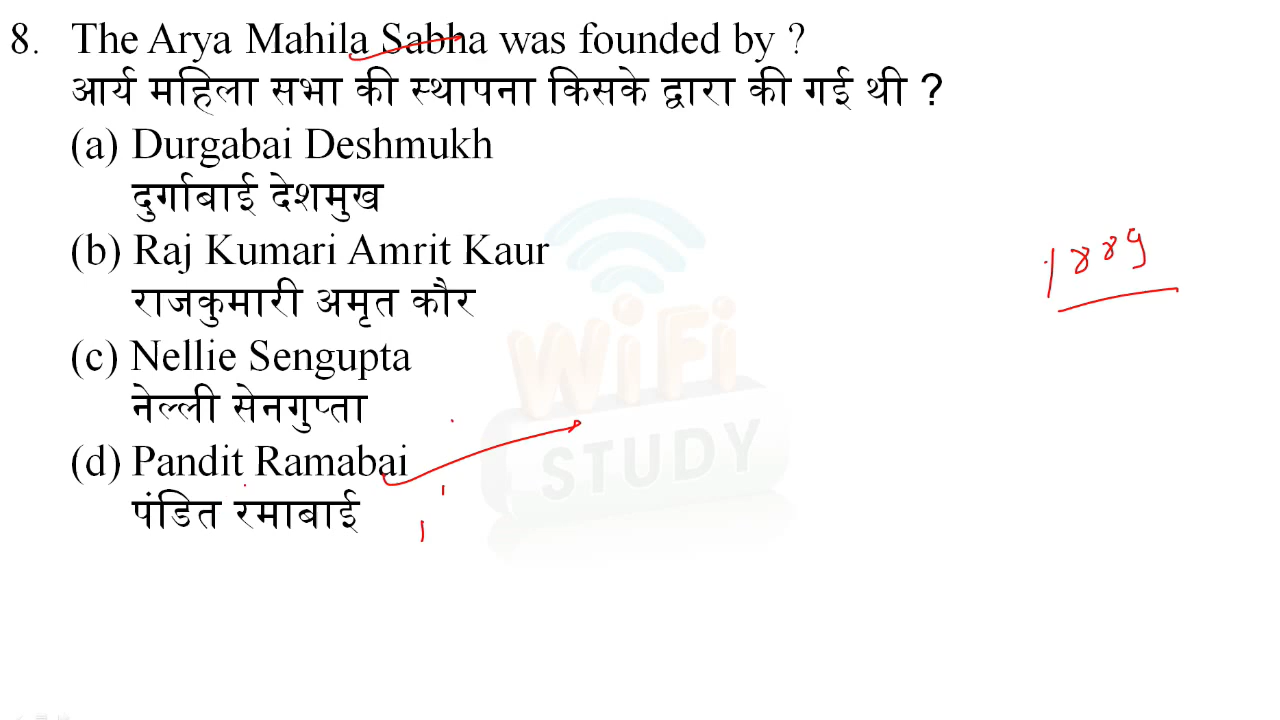 8. The Arya Mahila Sabha was founded by ?
आर्य महिला सभा की स्थापना किसके द्वारा की गई थी ?
(a) Durgabai Deshmukh
दुर्गाबाई देशमुख
(b) Raj Kumari Amrit Kaur
राजकुमारी अमृत कौर
1889
(c) Nellie Sengupta
नेल्ली सेनगुप्ता
(d) Pandit Ramabai
पंडित रमाबाई
WiFi
STUDY